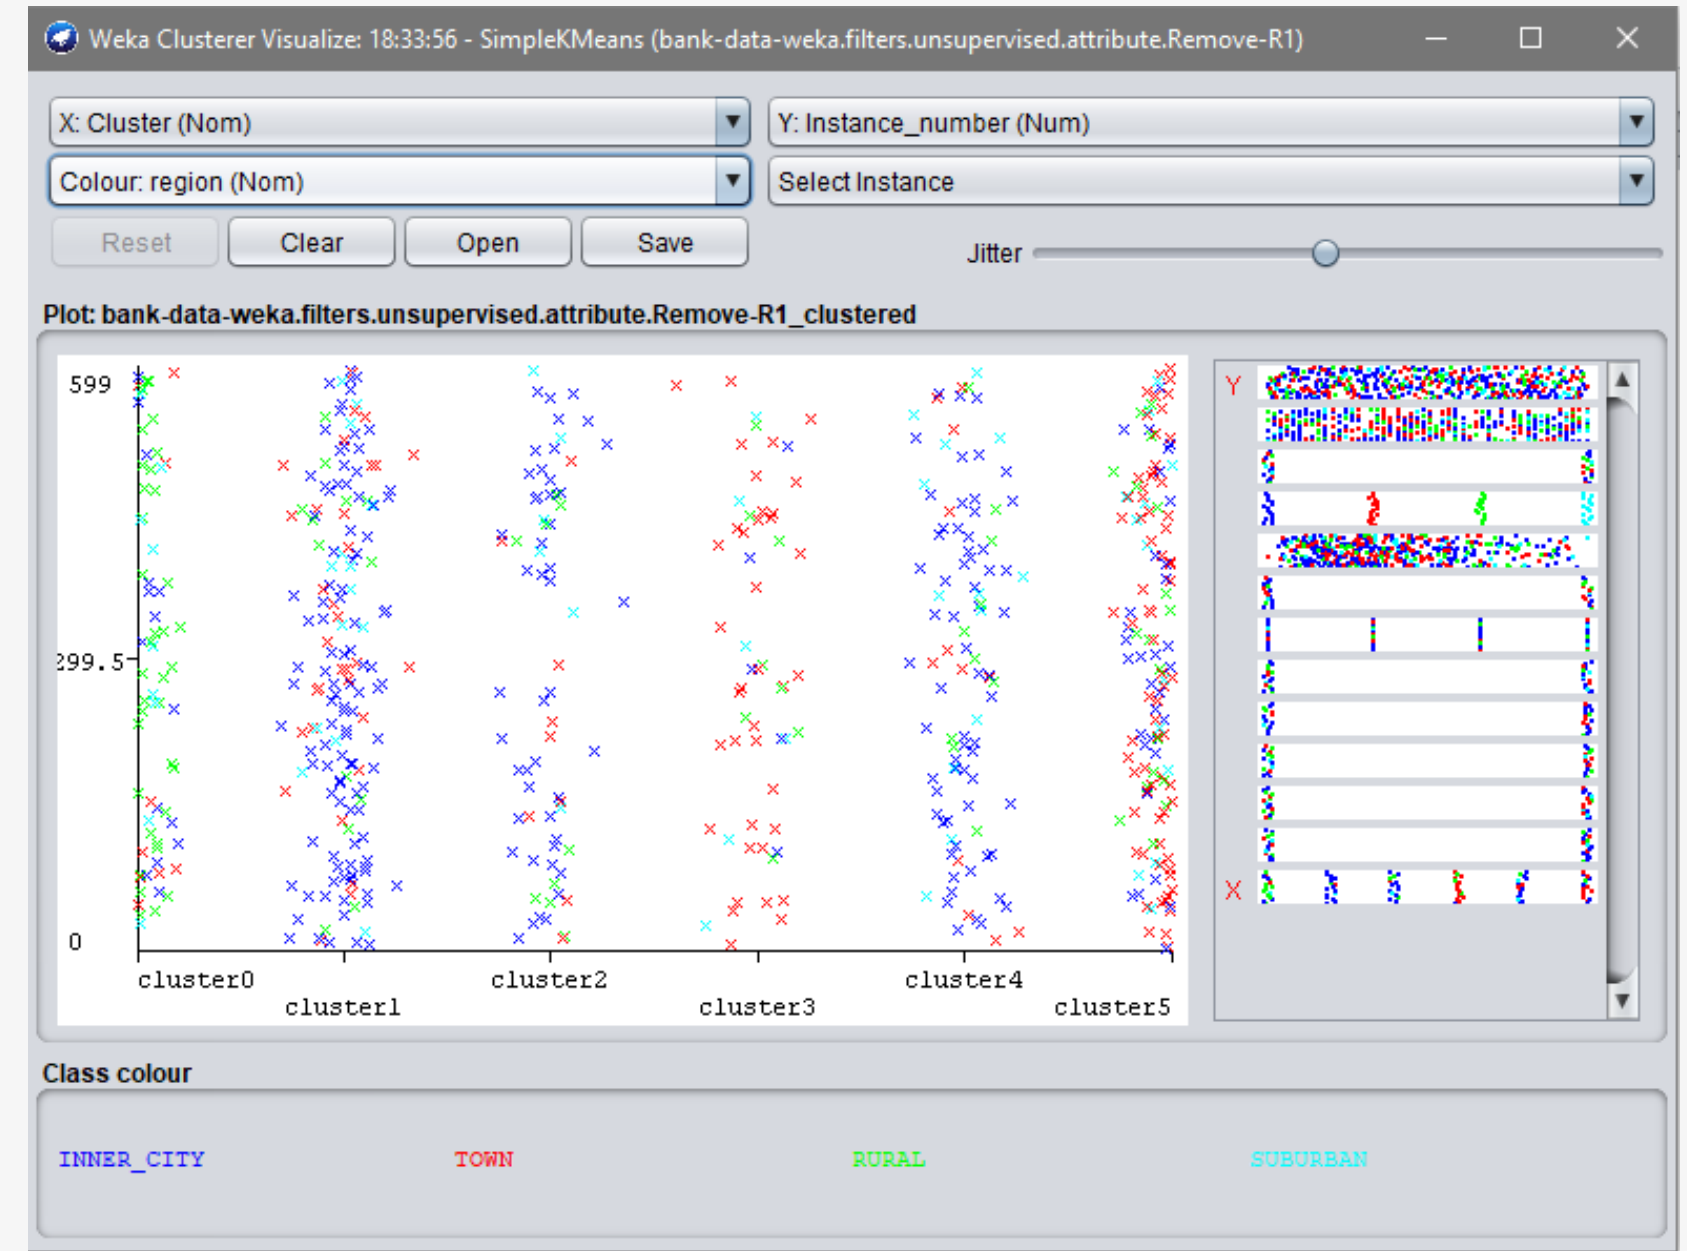 Weka Clusterer Visualize: 18:33:56 - SimpleKMeans (bank-data-weka.filters.unsupervised.attribute.Remove-R1)
X: Cluster (Nom)
Y: Instance_number (Num)
Colour: region (Nom)
Select Instance
Reset
Clear
Open
Save
Jitter
Plot: bank-data-weka.filters.unsupervised.attribute.Remove-R1_clustered
599
299.5
0
cluster0
cluster1
cluster2
cluster3
cluster4
cluster5
Y
X
Class colour
INNER_CITY
TOWN
RURAL
SUBURBAN